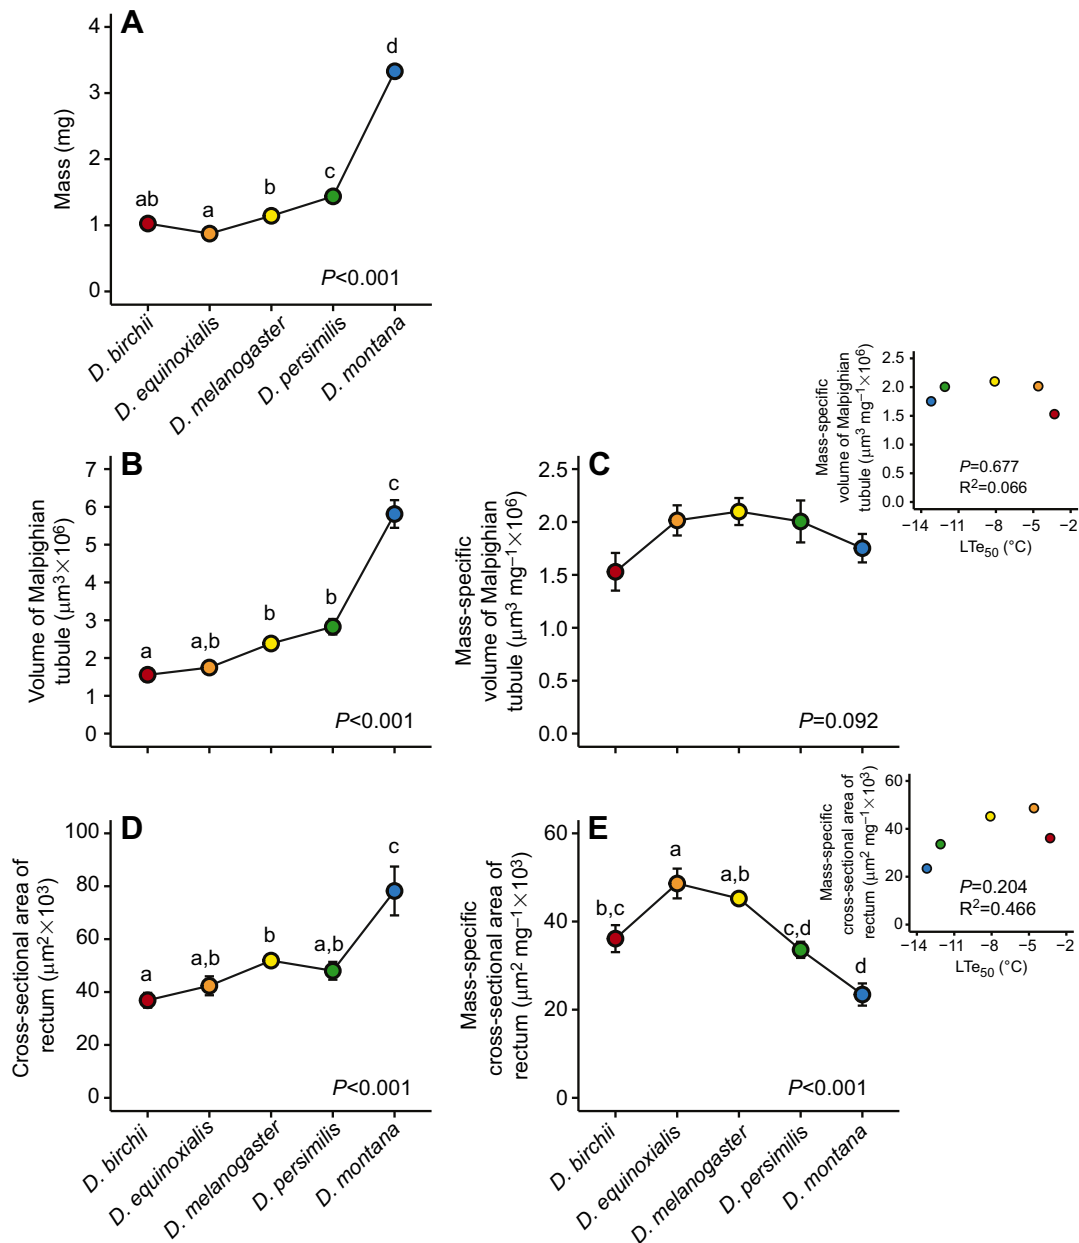 A
4
3
2
1
0
Mass (mg)
ab
a
b
c
d
P<0.001
D. birchii
D. equinoxialis
D. melanogaster
D. persimilis
D. montana
B
7
6
5
4
3
2
1
0
Volume of Malpighian
tubule (μm³×10⁶)
a
a,b
b
b
c
P<0.001
C
2.5
2.0
1.5
1.0
0.5
0.0
Mass-specific
volume of Malpighian
tubule (μm³ mg⁻¹×10⁶)
P=0.092
Mass-specific
volume of Malpighian
tubule (μm³ mg⁻¹×10⁶)
2.5
2.0
1.5
1.0
0.5
0.0
P=0.677
R²=0.066
−14 −11 −8 −5 −2
LTe₅₀ (°C)
D
100
80
60
40
20
0
Cross-sectional area of
rectum (μm²×10³)
a
a,b
b
a,b
c
P<0.001
D. birchii
D. equinoxialis
D. melanogaster
D. persimilis
D. montana
E
60
40
20
0
Mass-specific
cross-sectional area of
rectum (μm² mg⁻¹×10³)
b,c
a
a,b
c,d
d
P<0.001
D. birchii
D. equinoxialis
D. melanogaster
D. persimilis
D. montana
Mass-specific
cross-sectional area of
rectum (μm² mg⁻¹×10³)
60
40
20
0
P=0.204
R²=0.466
−14 −11 −8 −5 −2
LTe₅₀ (°C)